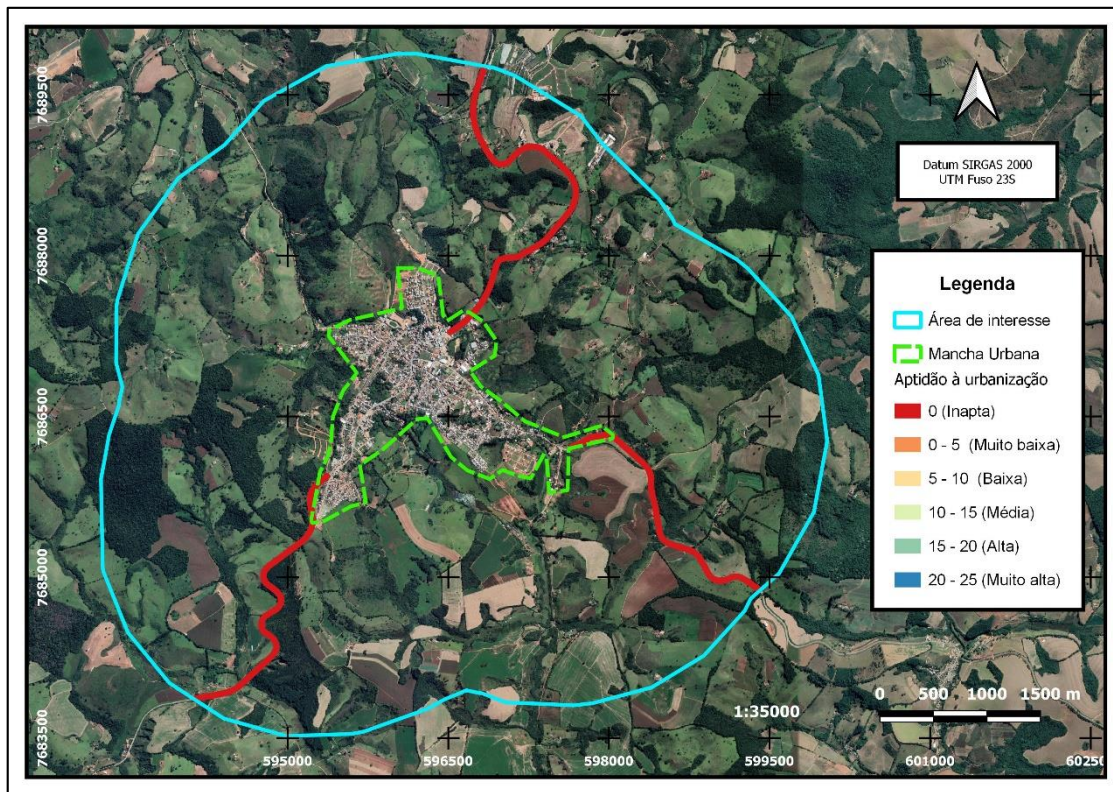 Datum SIRGAS 2000
UTM Fuso 23S
Legenda
Área de interesse
Mancha Urbana
Aptidão à urbanização
0 (Inapta)
0 - 5 (Muito baixa)
5 - 10 (Baixa)
10 - 15 (Média)
15 - 20 (Alta)
20 - 25 (Muito alta)
0 500 1000 1500 m
1:35000
7689500
7688000
7686500
7685000
7683500
595000 596500 598000 599500 601000 60250